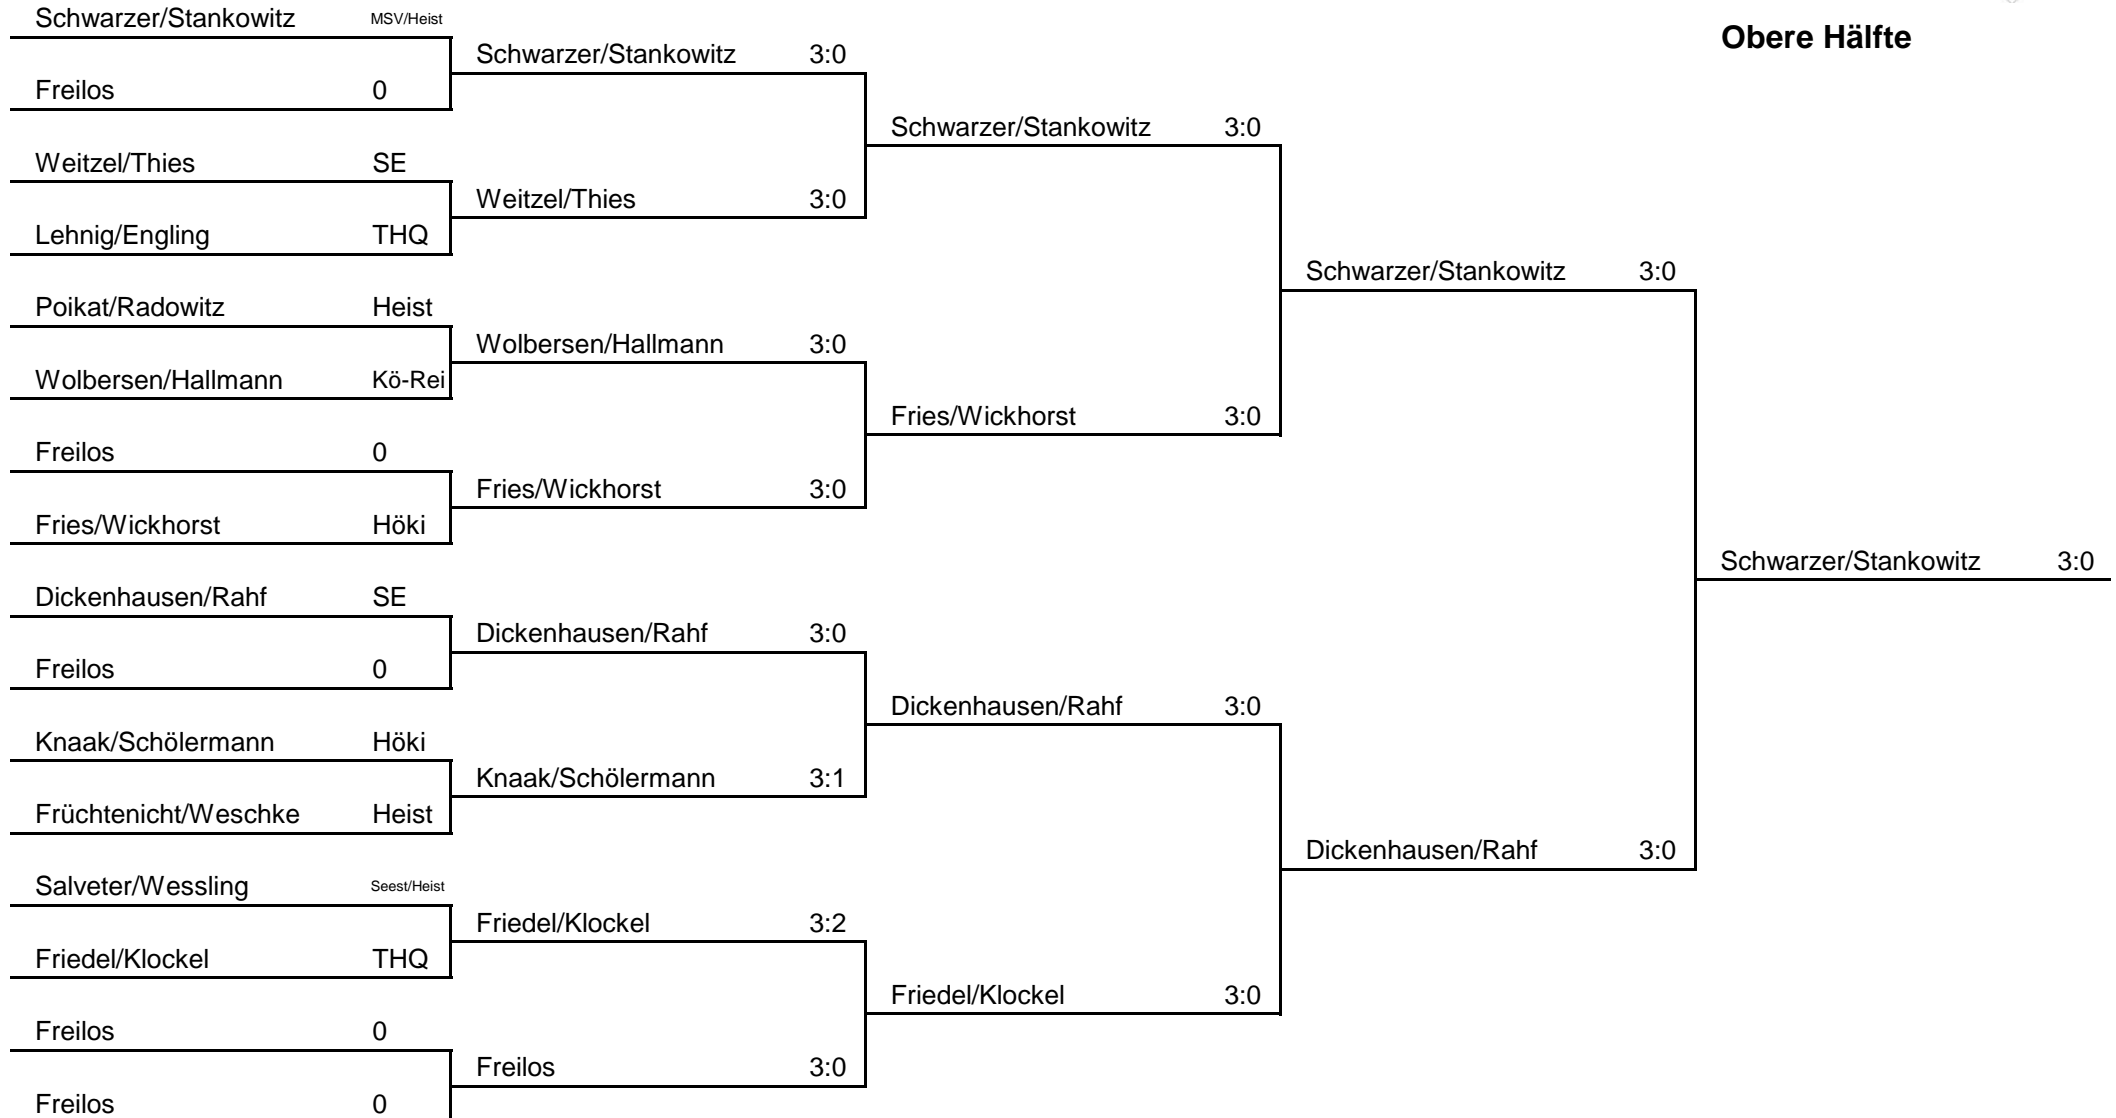 Schwarzer/Stankowitz MSV/Heist
Obere Hälfte
Schwarzer/Stankowitz 3:0
Freilos 0
Schwarzer/Stankowitz 3:0
Weitzel/Thies SE
Weitzel/Thies 3:0
Lehnig/Engling THQ
Schwarzer/Stankowitz 3:0
Poikat/Radowitz Heist
Wolbersen/Hallmann 3:0
Wolbersen/Hallmann Kö-Rei
Fries/Wickhorst 3:0
Freilos 0
Fries/Wickhorst 3:0
Fries/Wickhorst Höki
Schwarzer/Stankowitz 3:0
Dickenhausen/Rahf SE
Dickenhausen/Rahf 3:0
Freilos 0
Dickenhausen/Rahf 3:0
Knaak/Schölermann Höki
Knaak/Schölermann 3:1
Früchtenicht/Weschke Heist
Dickenhausen/Rahf 3:0
Salveter/Wessling Seest/Heist
Friedel/Klockel 3:2
Friedel/Klockel THQ
Friedel/Klockel 3:0
Freilos 0
Freilos 3:0
Freilos 0